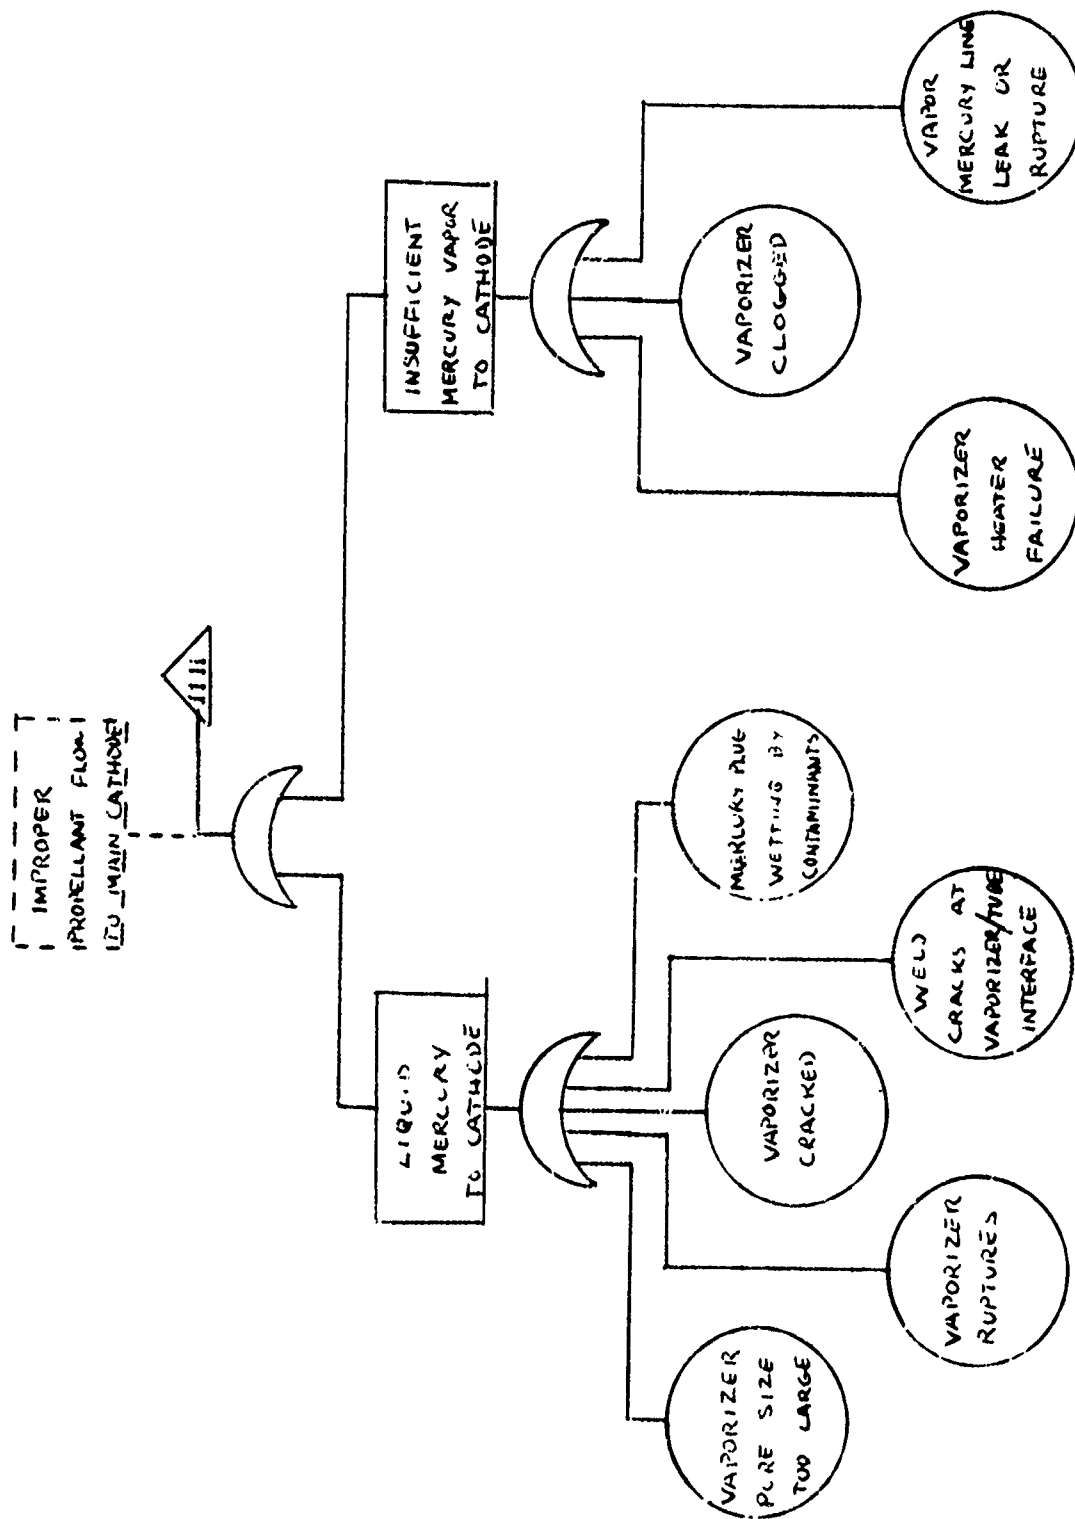 IMPROPER
PROPELLANT FLOW
TO MAIN CATHODE
LIQUID
MERCURY
TO CATHODE
INSUFFICIENT
MERCURY VAPOR
TO CATHODE
VAPORIZER
PORE SIZE
TOO LARGE
VAPORIZER
RUPTURES
VAPORIZER
CRACKED
WELD
CRACKS AT
VAPORIZER/TUBE
INTERFACE
MERCURY PLUG
WETTING BY
CONTAMINANTS
VAPORIZER
HEATER
FAILURE
VAPORIZER
CLOGGED
VAPOR
MERCURY LINE
LEAK OR
RUPTURE